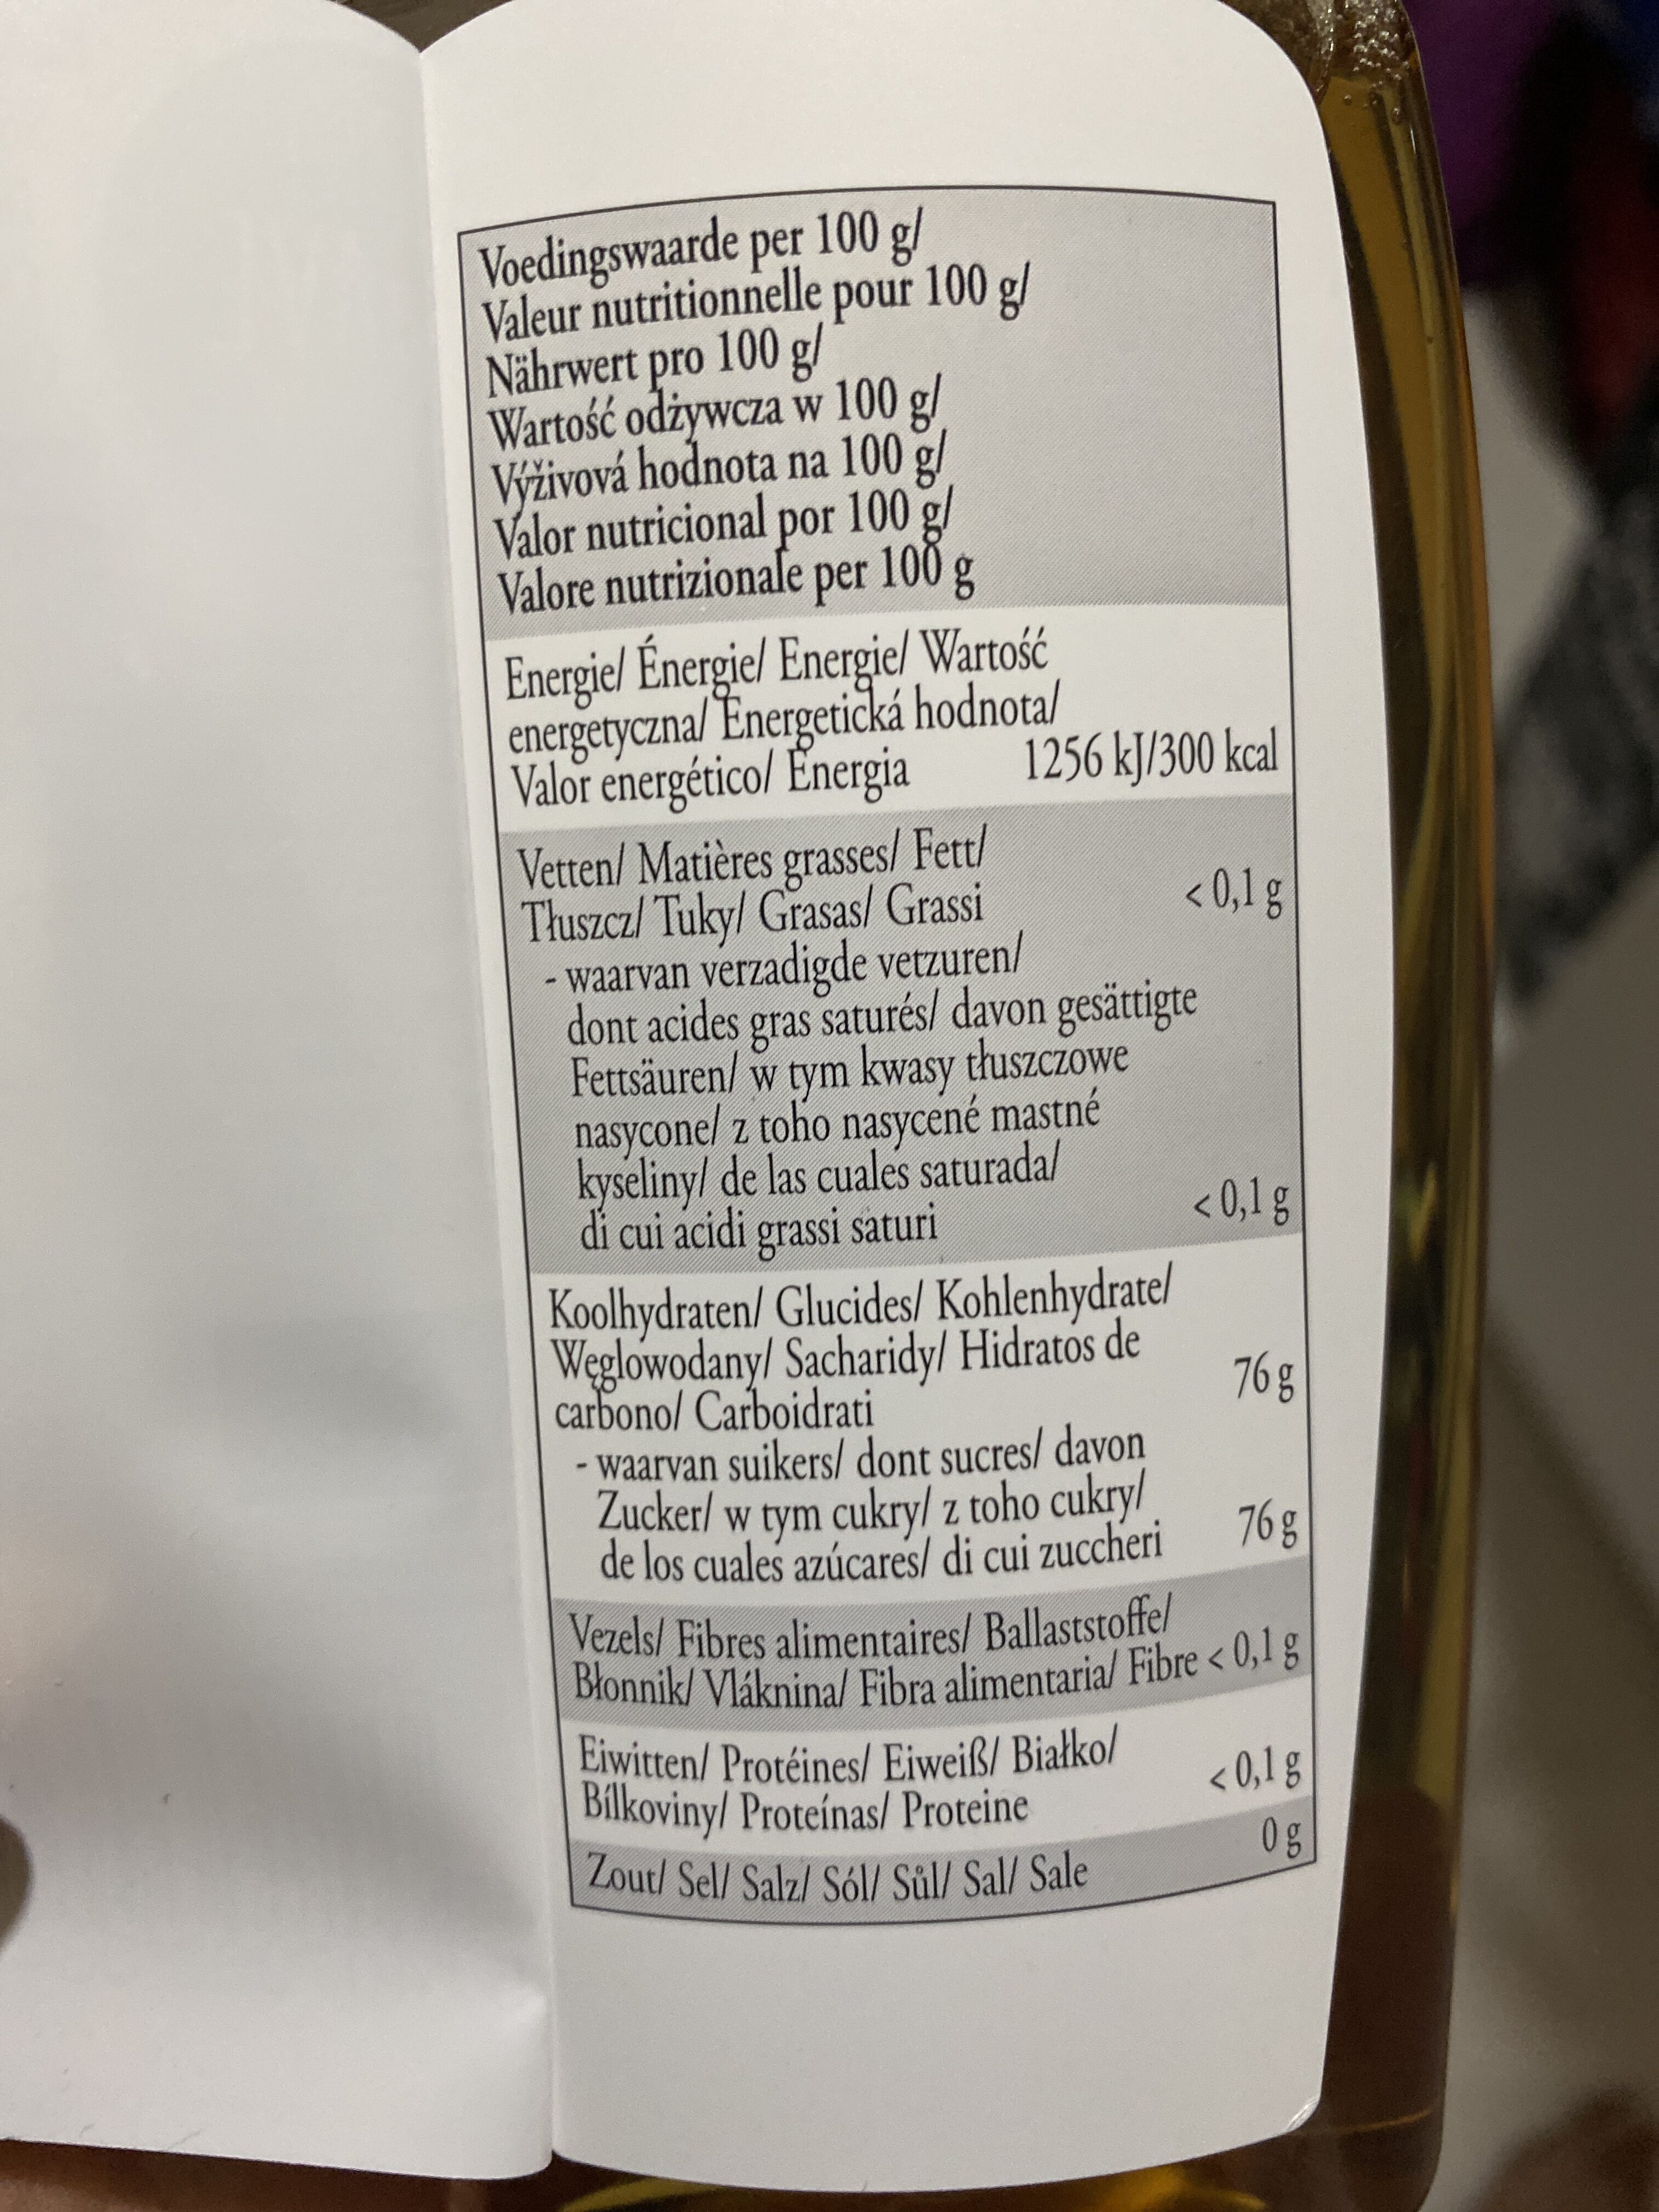 Voedingswaarde per 100 g/
Valeur nutritionnelle pour 100 g/
Nährwert pro 100 g/
Wartość odżywcza w 100 g/
Výživová hodnota na 100 g/
Valor nutricional por 100 g/
Valore nutrizionale per 100 g
Energie/ Énergie/ Energie/ Wartość
energetyczna/ Energetická hodnota/
Valor energético/ Energia 1256 kJ/300 kcal
Vetten/ Matières grasses/ Fett/
Tłuszcz/ Tuky/ Grasas/ Grassi < 0,1 g
- waarvan verzadigde vetzuren/
dont acides gras saturés/ davon gesättigte
Fettsäuren/ w tym kwasy tłuszczowe
nasycone/ z toho nasycené mastné
kyseliny/ de las cuales saturada/
di cui acidi grassi saturi < 0,1 g
Koolhydraten/ Glucides/ Kohlenhydrate/
Węglowodany/ Sacharidy/ Hidratos de
carbono/ Carboidrati 76 g
- waarvan suikers/ dont sucres/ davon
Zucker/ w tym cukry/ z toho cukry/
de los cuales azúcares/ di cui zuccheri 76 g
Vezels/ Fibres alimentaires/ Ballaststoffe/
Błonnik/ Vláknina/ Fibra alimentaria/ Fibre < 0,1 g
Eiwitten/ Protéines/ Eiweiß/ Białko/
Bílkoviny/ Proteínas/ Proteine < 0,1 g
Zout/ Sel/ Salz/ Sól/ Sůl/ Sal/ Sale 0 g